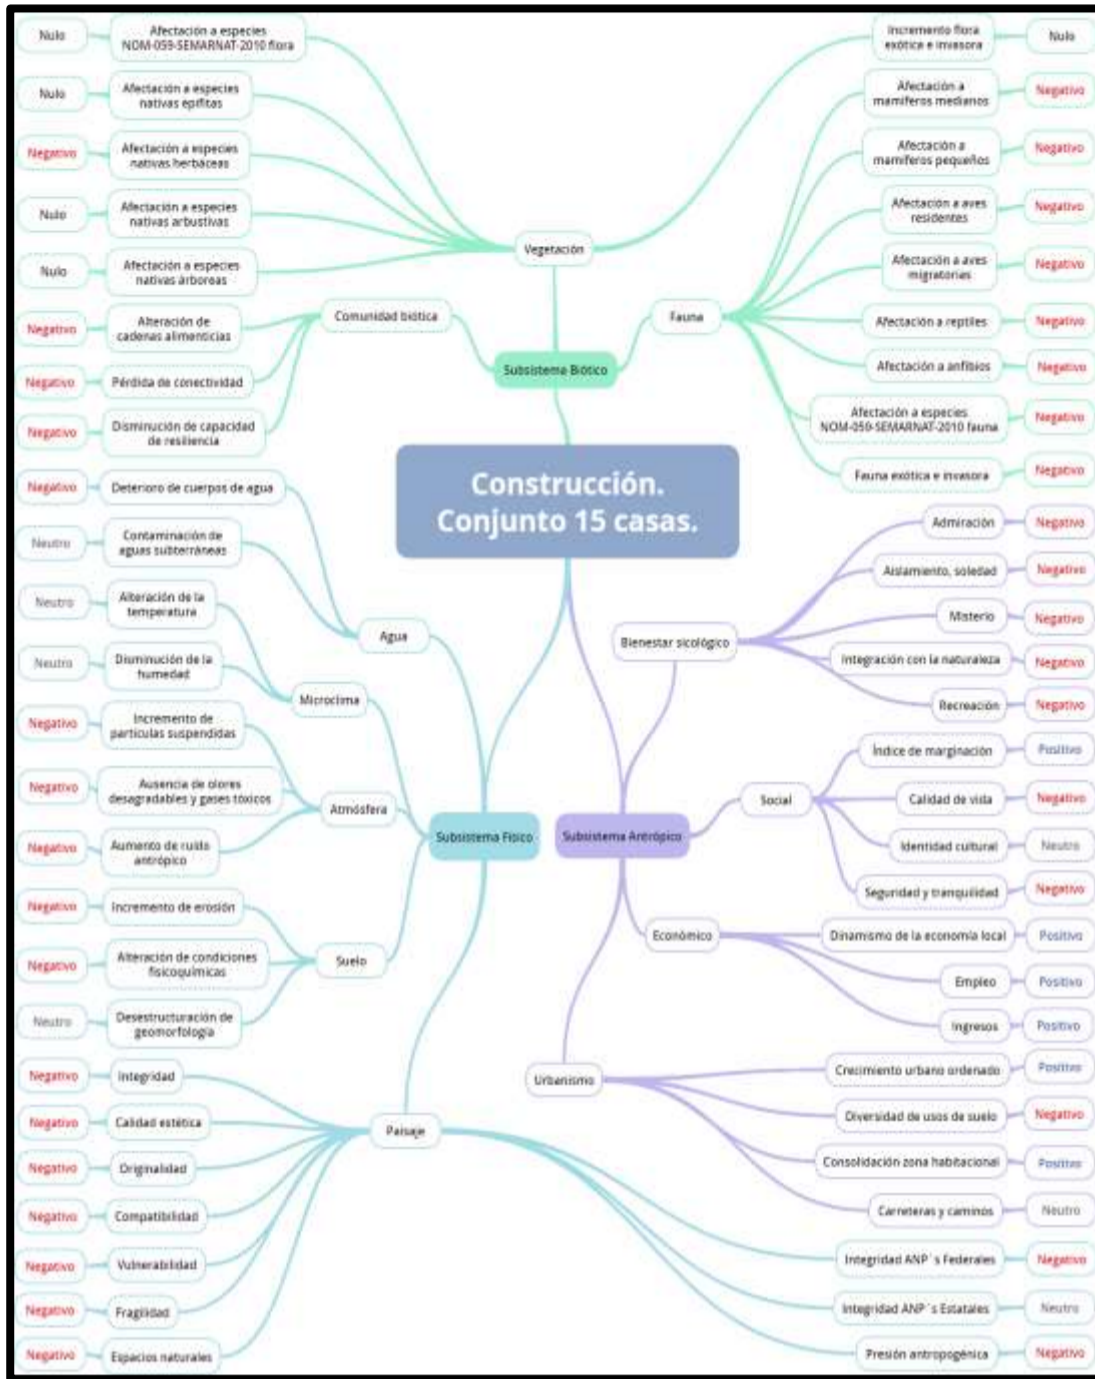 Nulo
Afectación a especies
NOM-059-SEMARNAT-2010 flora
Nulo
Afectación a especies
nativas epífitas
Negativo
Afectación a especies
nativas herbáceas
Nulo
Afectación a especies
nativas arbustivas
Nulo
Afectación a especies
nativas árboreas
Incremento flora
exótica e invasora
Nulo
Vegetación
Comunidad biótica
Negativo
Alteración de
cadenas alimenticias
Negativo
Pérdida de conectividad
Negativo
Disminución de capacidad
de resiliencia
Subsistema Biótico
Fauna
Afectación a
mamíferos medianos
Negativo
Afectación a
mamíferos pequeños
Negativo
Afectación a aves
residentes
Negativo
Afectación a aves
migratorias
Negativo
Afectación a reptiles
Negativo
Afectación a anfibios
Negativo
Afectación a especies
NOM-059-SEMARNAT-2010 fauna
Negativo
Fauna exótica e invasora
Negativo
Construcción.
Conjunto 15 casas.
Negativo
Deterioro de cuerpos de agua
Neutro
Contaminación de
aguas subterráneas
Agua
Neutro
Alteración de la
temperatura
Neutro
Disminución de la
humedad
Microclima
Negativo
Incremento de
partículas suspendidas
Negativo
Ausencia de olores
desagradables y gases tóxicos
Negativo
Aumento de ruido
antrópico
Atmósfera
Subsistema Físico
Negativo
Incremento de erosión
Negativo
Alteración de condiciones
fisicoquímicas
Neutro
Desestructuración de
geomorfología
Suelo
Negativo
Integridad
Negativo
Calidad estética
Negativo
Originalidad
Negativo
Compatibilidad
Negativo
Vulnerabilidad
Negativo
Fragilidad
Negativo
Espacios naturales
Paisaje
Bienestar sicológico
Admiración
Negativo
Aislamiento, soledad
Negativo
Misterio
Negativo
Integración con la naturaleza
Negativo
Recreación
Negativo
Social
Índice de marginación
Positivo
Calidad de vida
Negativo
Identidad cultural
Neutro
Seguridad y tranquilidad
Negativo
Subsistema Antrópico
Económico
Dinamismo de la economía local
Positivo
Empleo
Positivo
Ingresos
Positivo
Urbanismo
Crecimiento urbano ordenado
Positivo
Diversidad de usos de suelo
Negativo
Consolidación zona habitacional
Positivo
Carreteras y caminos
Neutro
Integridad ANP´s Federales
Negativo
Integridad ANP´s Estatales
Neutro
Presión antropogénica
Negativo